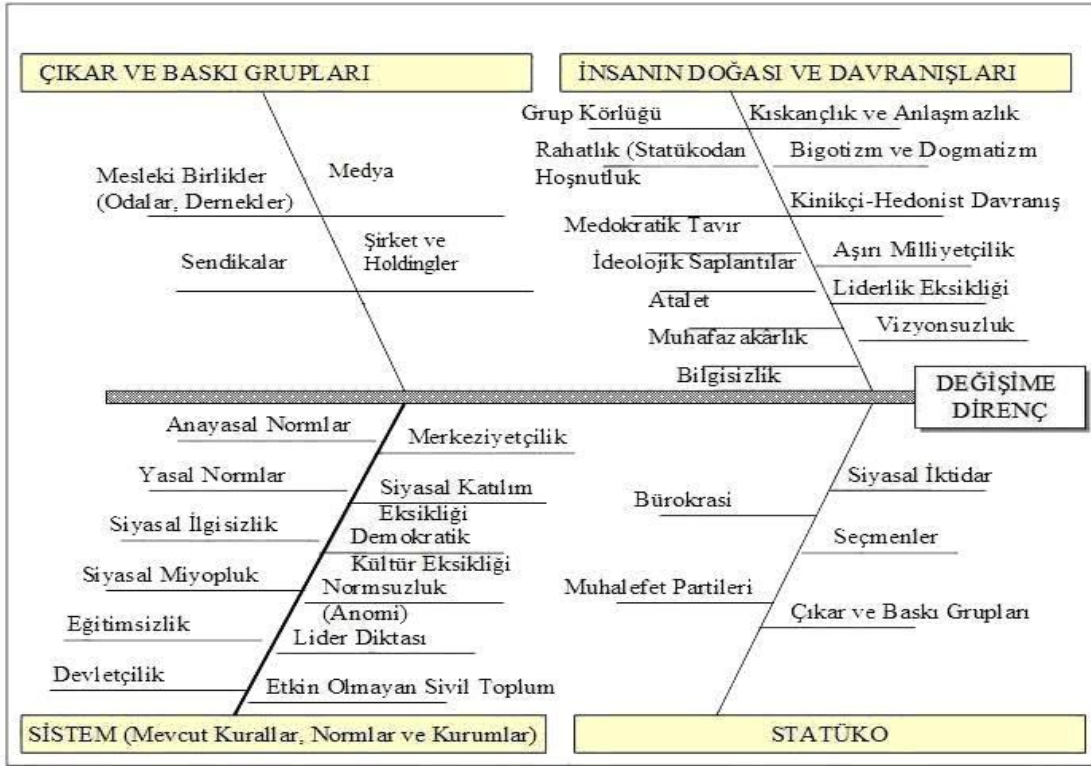 ÇIKAR VE BASKI GRUPLARI
Mesleki Birlikler
(Odalar, Dernekler)
Medya
Sendikalar
Şirket ve
Holdingler
İNSANIN DOĞASI VE DAVRANIŞLARI
Grup Körlüğü
Kıskançlık ve Anlaşmazlık
Rahatlık (Statükodan
Hoşnutluk
Bigotizm ve Dogmatizm
Kinikçi-Hedonist Davranış
Medokratik Tavır
Aşırı Milliyetçilik
İdeolojik Saplantılar
Liderlik Eksikliği
Atalet
Vizyonsuzluk
Muhafazakârlık
Bilgisizlik
DEĞİŞİME
DİRENÇ
Anayasal Normlar
Merkeziyetçilik
Yasal Normlar
Siyasal Katılım
Eksikliği
Siyasal İlgisizlik
Demokratik
Kültür Eksikliği
Siyasal Miyopluk
Normsuzluk
(Anomi)
Eğitimsizlik
Lider Diktası
Devletçilik
Etkin Olmayan Sivil Toplum
SİSTEM (Mevcut Kurallar, Normlar ve Kurumlar)
Siyasal İktidar
Bürokrasi
Seçmenler
Muhalefet Partileri
Çıkar ve Baskı Grupları
STATÜKO